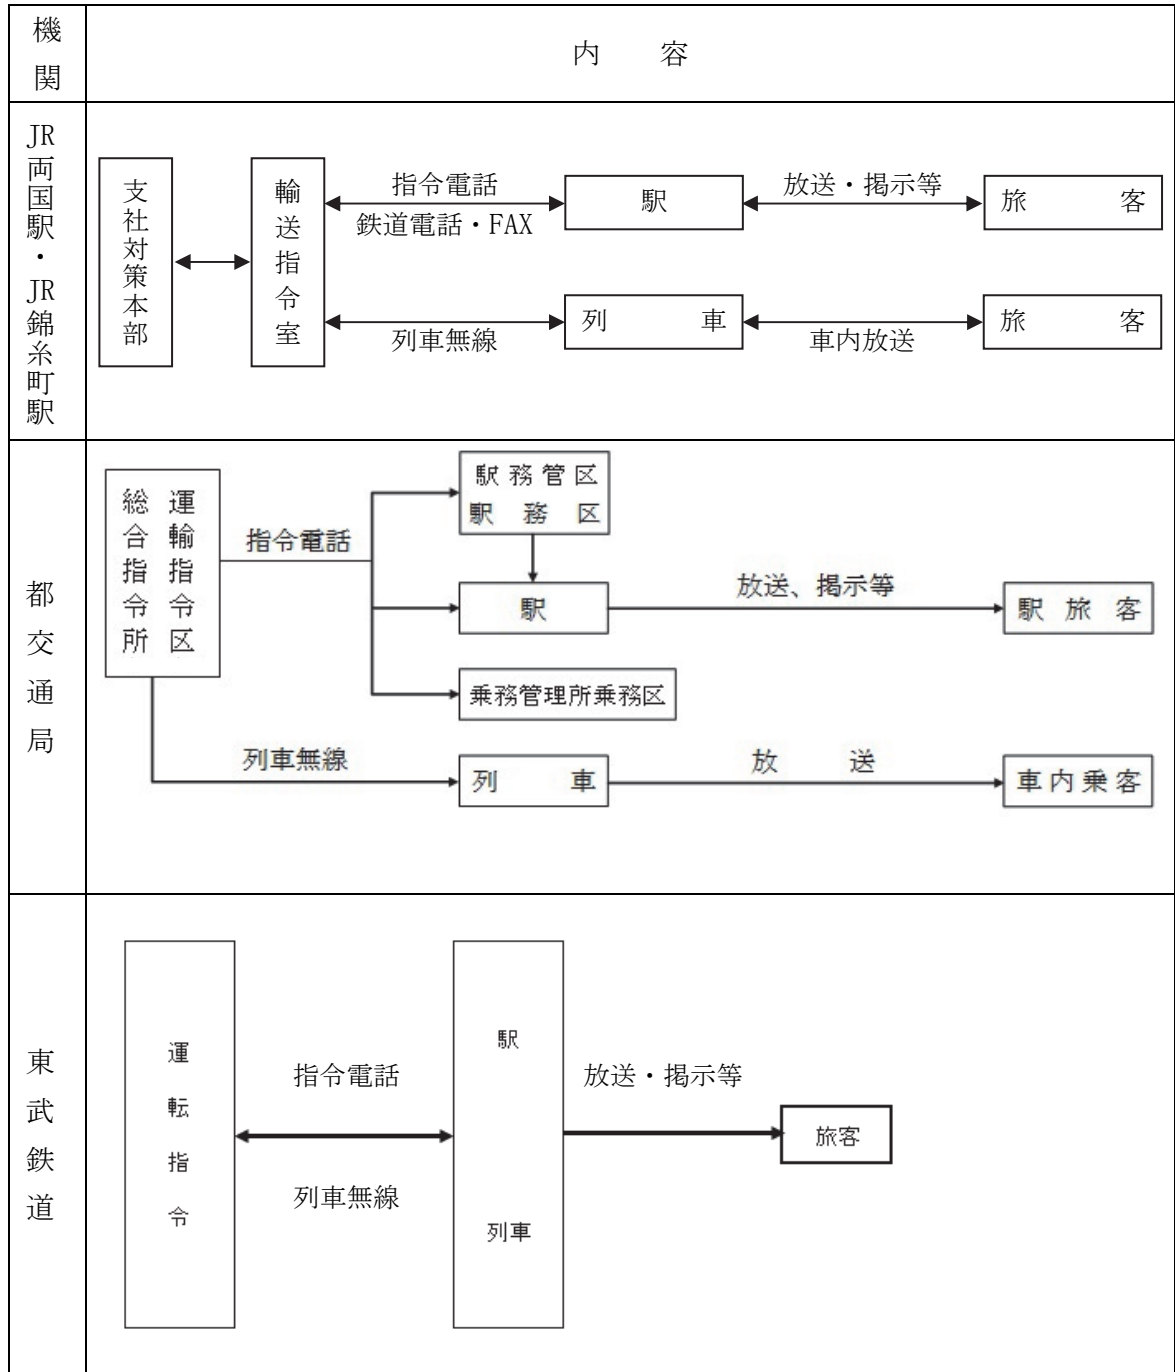 機関
内　容
JR両国駅・JR錦糸町駅
支社対策本部
輸送指令室
指令電話
鉄道電話・FAX
駅
放送・掲示等
旅　客
列車無線
列　車
車内放送
旅　客
都交通局
総合指令所
運輸指令区
指令電話
駅務管区
駅　務　区
駅
放送、掲示等
駅旅客
乗務管理所乗務区
列車無線
列　車
放　送
車内乗客
東武鉄道
運転指令
指令電話
列車無線
駅
列車
放送・掲示等
旅客